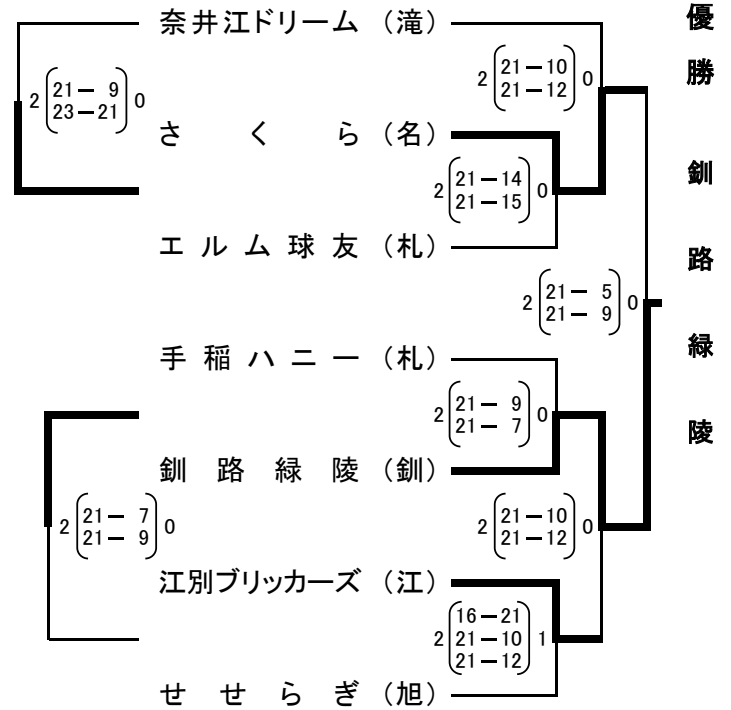 奈井江ドリーム （滝）
2 21－ 9 0
23－21
2 21－10 0
21－12
さくら （名）
2 21－14 0
21－15
エルム球友 （札）
2 21－ 5 0
21－ 9
手稲ハニー （札）
2 21－ 9 0
21－ 7
釧路緑陵 （釧）
2 21－ 7 0
21－ 9
2 21－10 0
21－12
江別ブリッカーズ （江）
2 16－21 1
21－10
21－12
せせらぎ （旭）
優勝 釧路緑陵